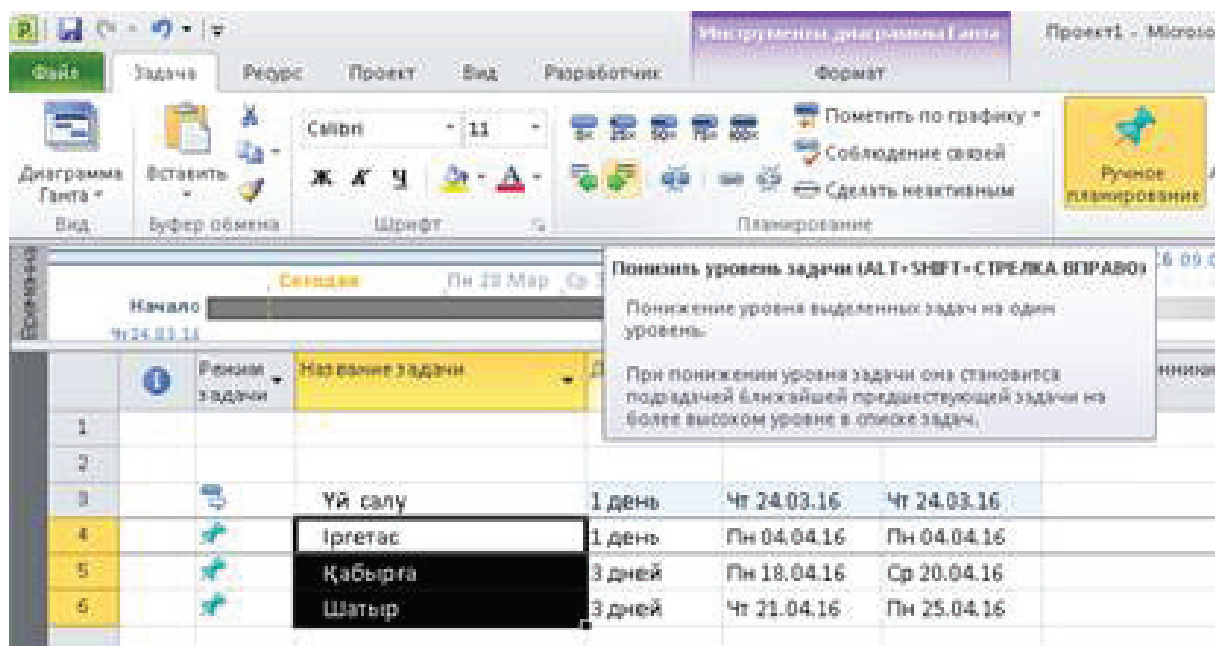 Инструменты диаграммы Ганта Проект1 - Microso
Файл Задача Ресурс Проект Вид Разработчик Формат
Calibri 11 Пометить по графику
Соблюдение связей
Диаграмма Ганта Вставить Ж К Ч Сделать неактивным Ручное планирование
Вид Буфер обмена Шрифт Планирование
Сегодня Пн 28 Мар Ср
Начало
Чт 24.03.16
Понизить уровень задачи (ALT+SHIFT+СТРЕЛКА ВПРАВО)
Понижение уровня выделенных задач на один
уровень.
При понижении уровня задачи она становится
подзадачей ближайшей предшествующей задачи на
более высоком уровне в списке задач.
Режим задачи Название задачи
1
2
3 Үй салу 1 день Чт 24.03.16 Чт 24.03.16
4 Іргетас 1 день Пн 04.04.16 Пн 04.04.16
5 Қабырға 3 дней Пн 18.04.16 Ср 20.04.16
6 Шатыр 3 дней Чт 21.04.16 Пн 25.04.16